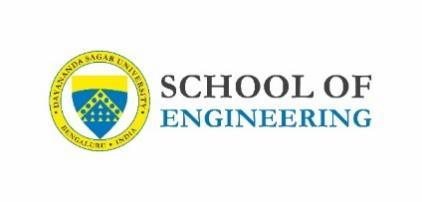 DAYANANDA SAGAR UNIVERSITY
BENGALURU • INDIA
SCHOOL OF
ENGINEERING